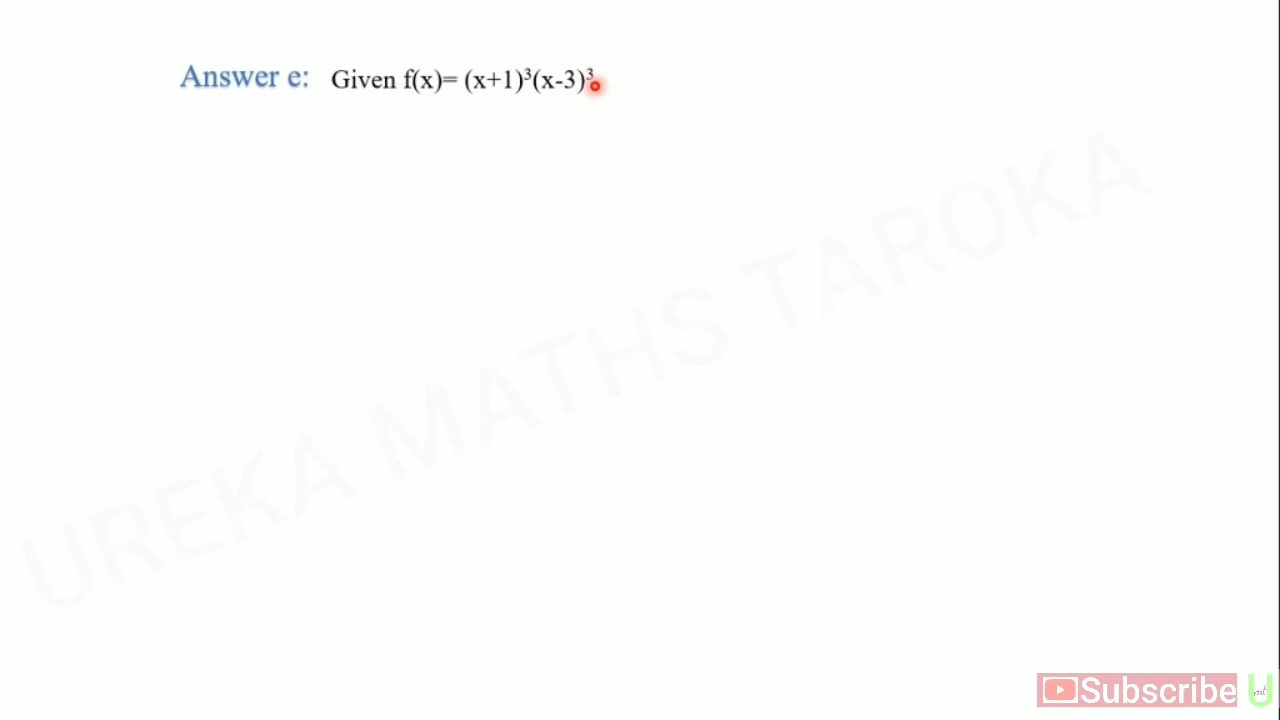 Answer e: Given f(x)= (x+1)³(x-3)³
UREKA MATHS TAROKA
Subscribe U